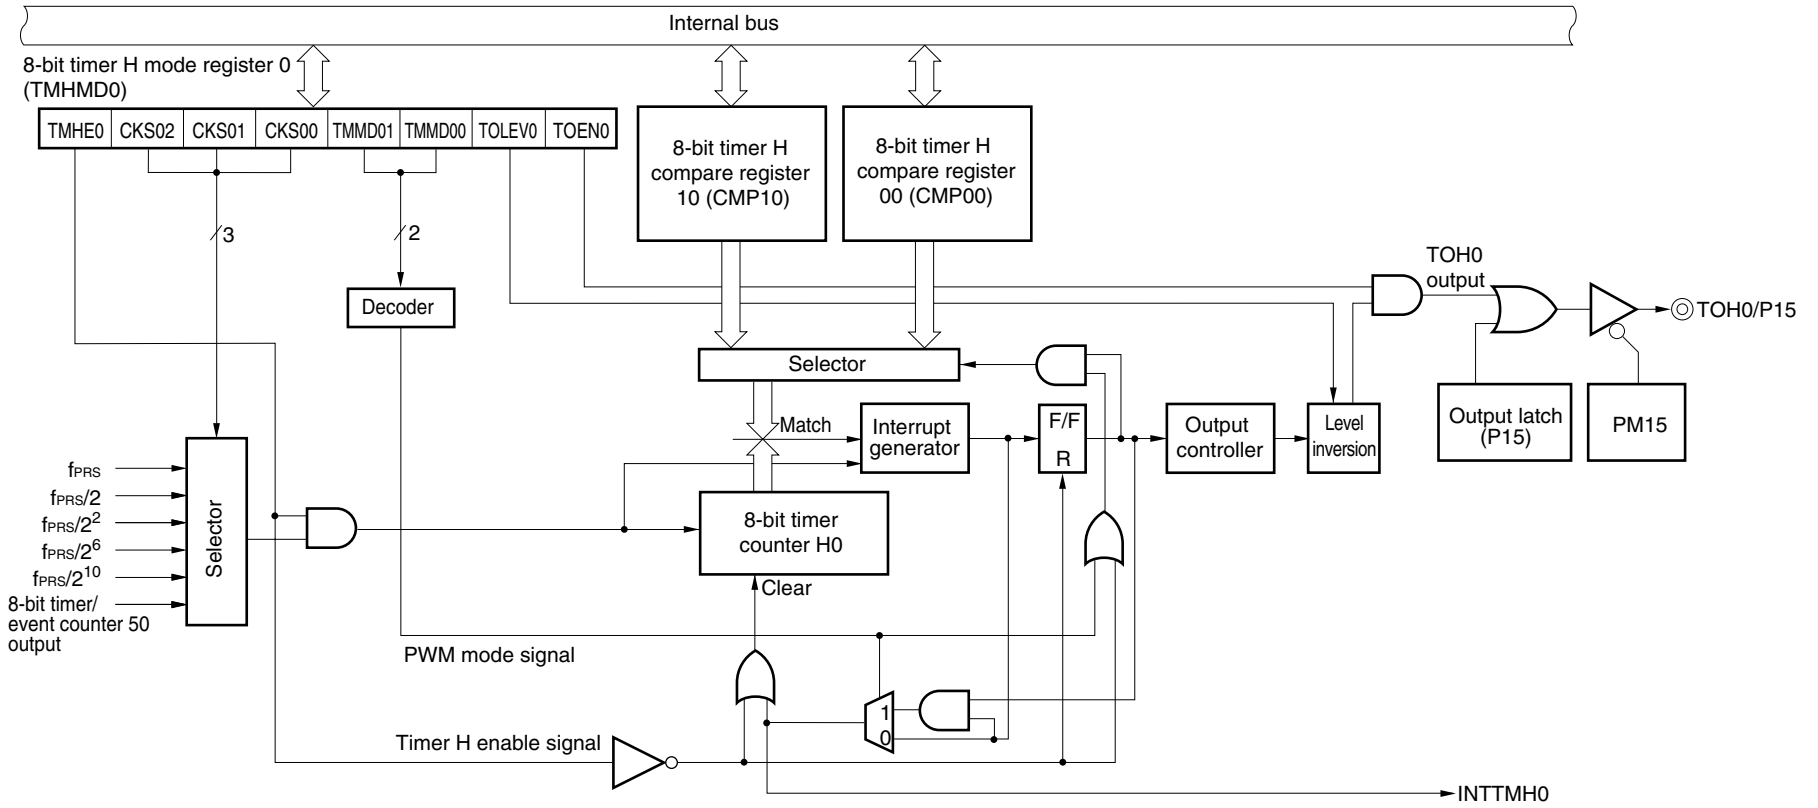 Internal bus
8-bit timer H mode register 0
(TMHMD0)
TMHE0 CKS02 CKS01 CKS00 TMMD01 TMMD00 TOLEV0 TOEN0
8-bit timer H
compare register
10 (CMP10)
8-bit timer H
compare register
00 (CMP00)
3
2
Decoder
TOH0
output
TOH0/P15
Selector
Match
Interrupt
generator
F/F
R
Output
controller
Level
inversion
Output latch
(P15)
PM15
fPRS
fPRS/2
fPRS/2²
fPRS/2⁶
fPRS/2¹⁰
8-bit timer/
event counter 50
output
Selector
8-bit timer
counter H0
Clear
PWM mode signal
1
0
Timer H enable signal
INTTMH0